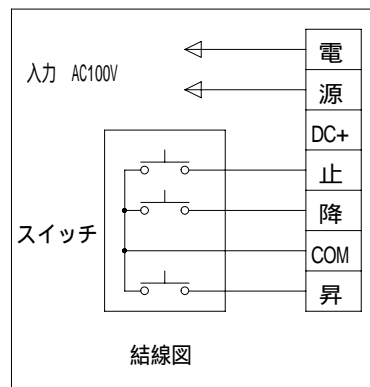 電
入力 AC100V
源
DC+
止
降
スイッチ
COM
昇
結線図